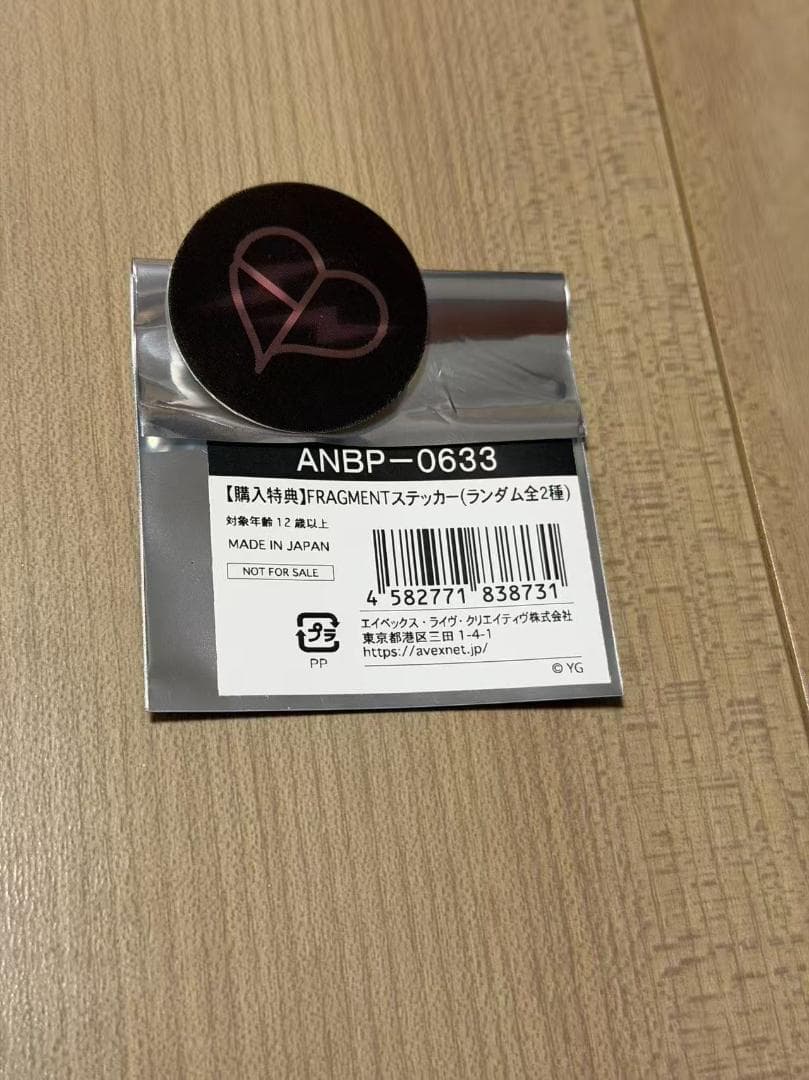 ANBP-0633
【購入特典】FRAGMENTステッカー(ランダム全2種)
対象年齢12歳以上
MADE IN JAPAN
NOT FOR SALE
4 582771 838731
プラ
PP
エイベックス・ライヴ・クリエイティヴ株式会社
東京都港区三田1-4-1
https://avexnet.jp/
© YG